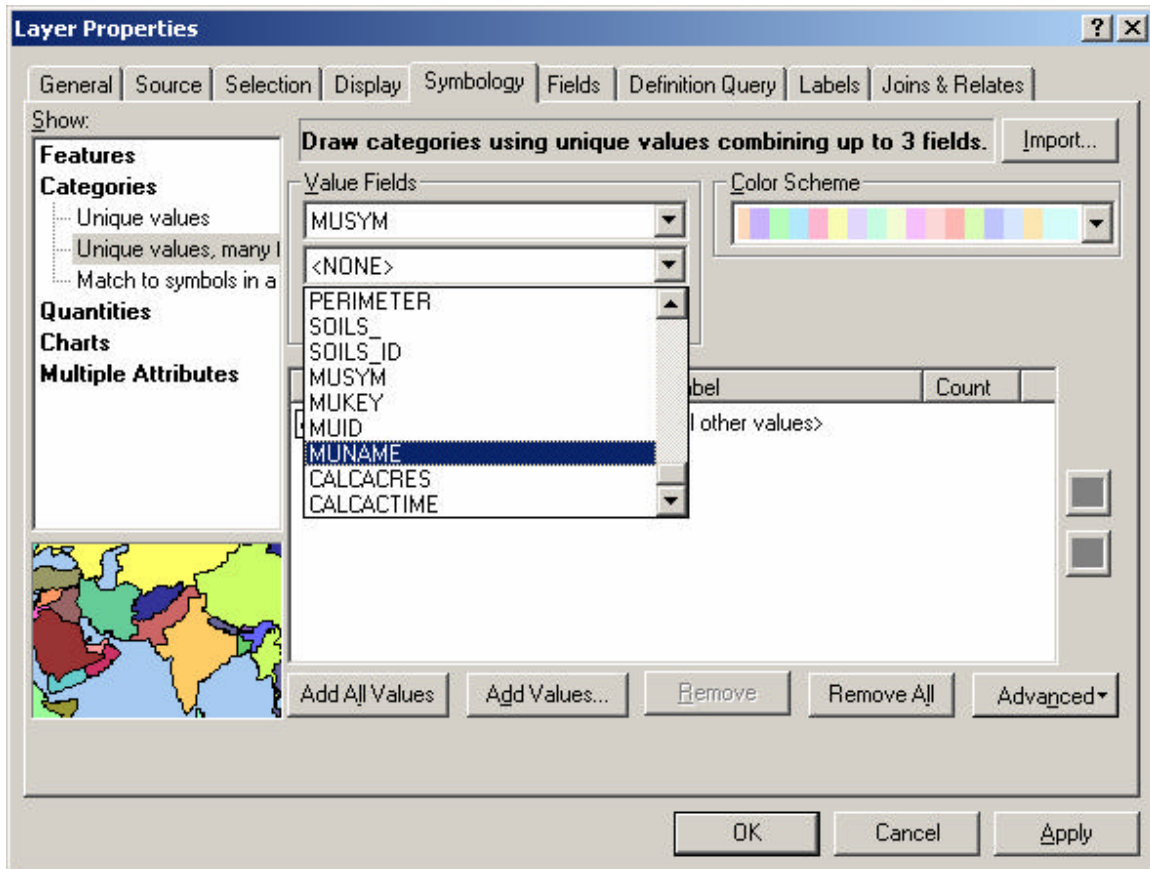 Layer Properties
General Source Selection Display Symbology Fields Definition Query Labels Joins & Relates
Show:
Features
Categories
Unique values
Unique values, many
Match to symbols in a
Quantities
Charts
Multiple Attributes
Draw categories using unique values combining up to 3 fields.
Import...
Value Fields
MUSYM
<NONE>
PERIMETER
SOILS_
SOILS_ID
MUSYM
MUKEY
MUID
MUNAME
CALCACRES
CALCACTIME
Color Scheme
bel Count
l other values>
Add All Values Add Values... Remove Remove All Advanced
OK Cancel Apply